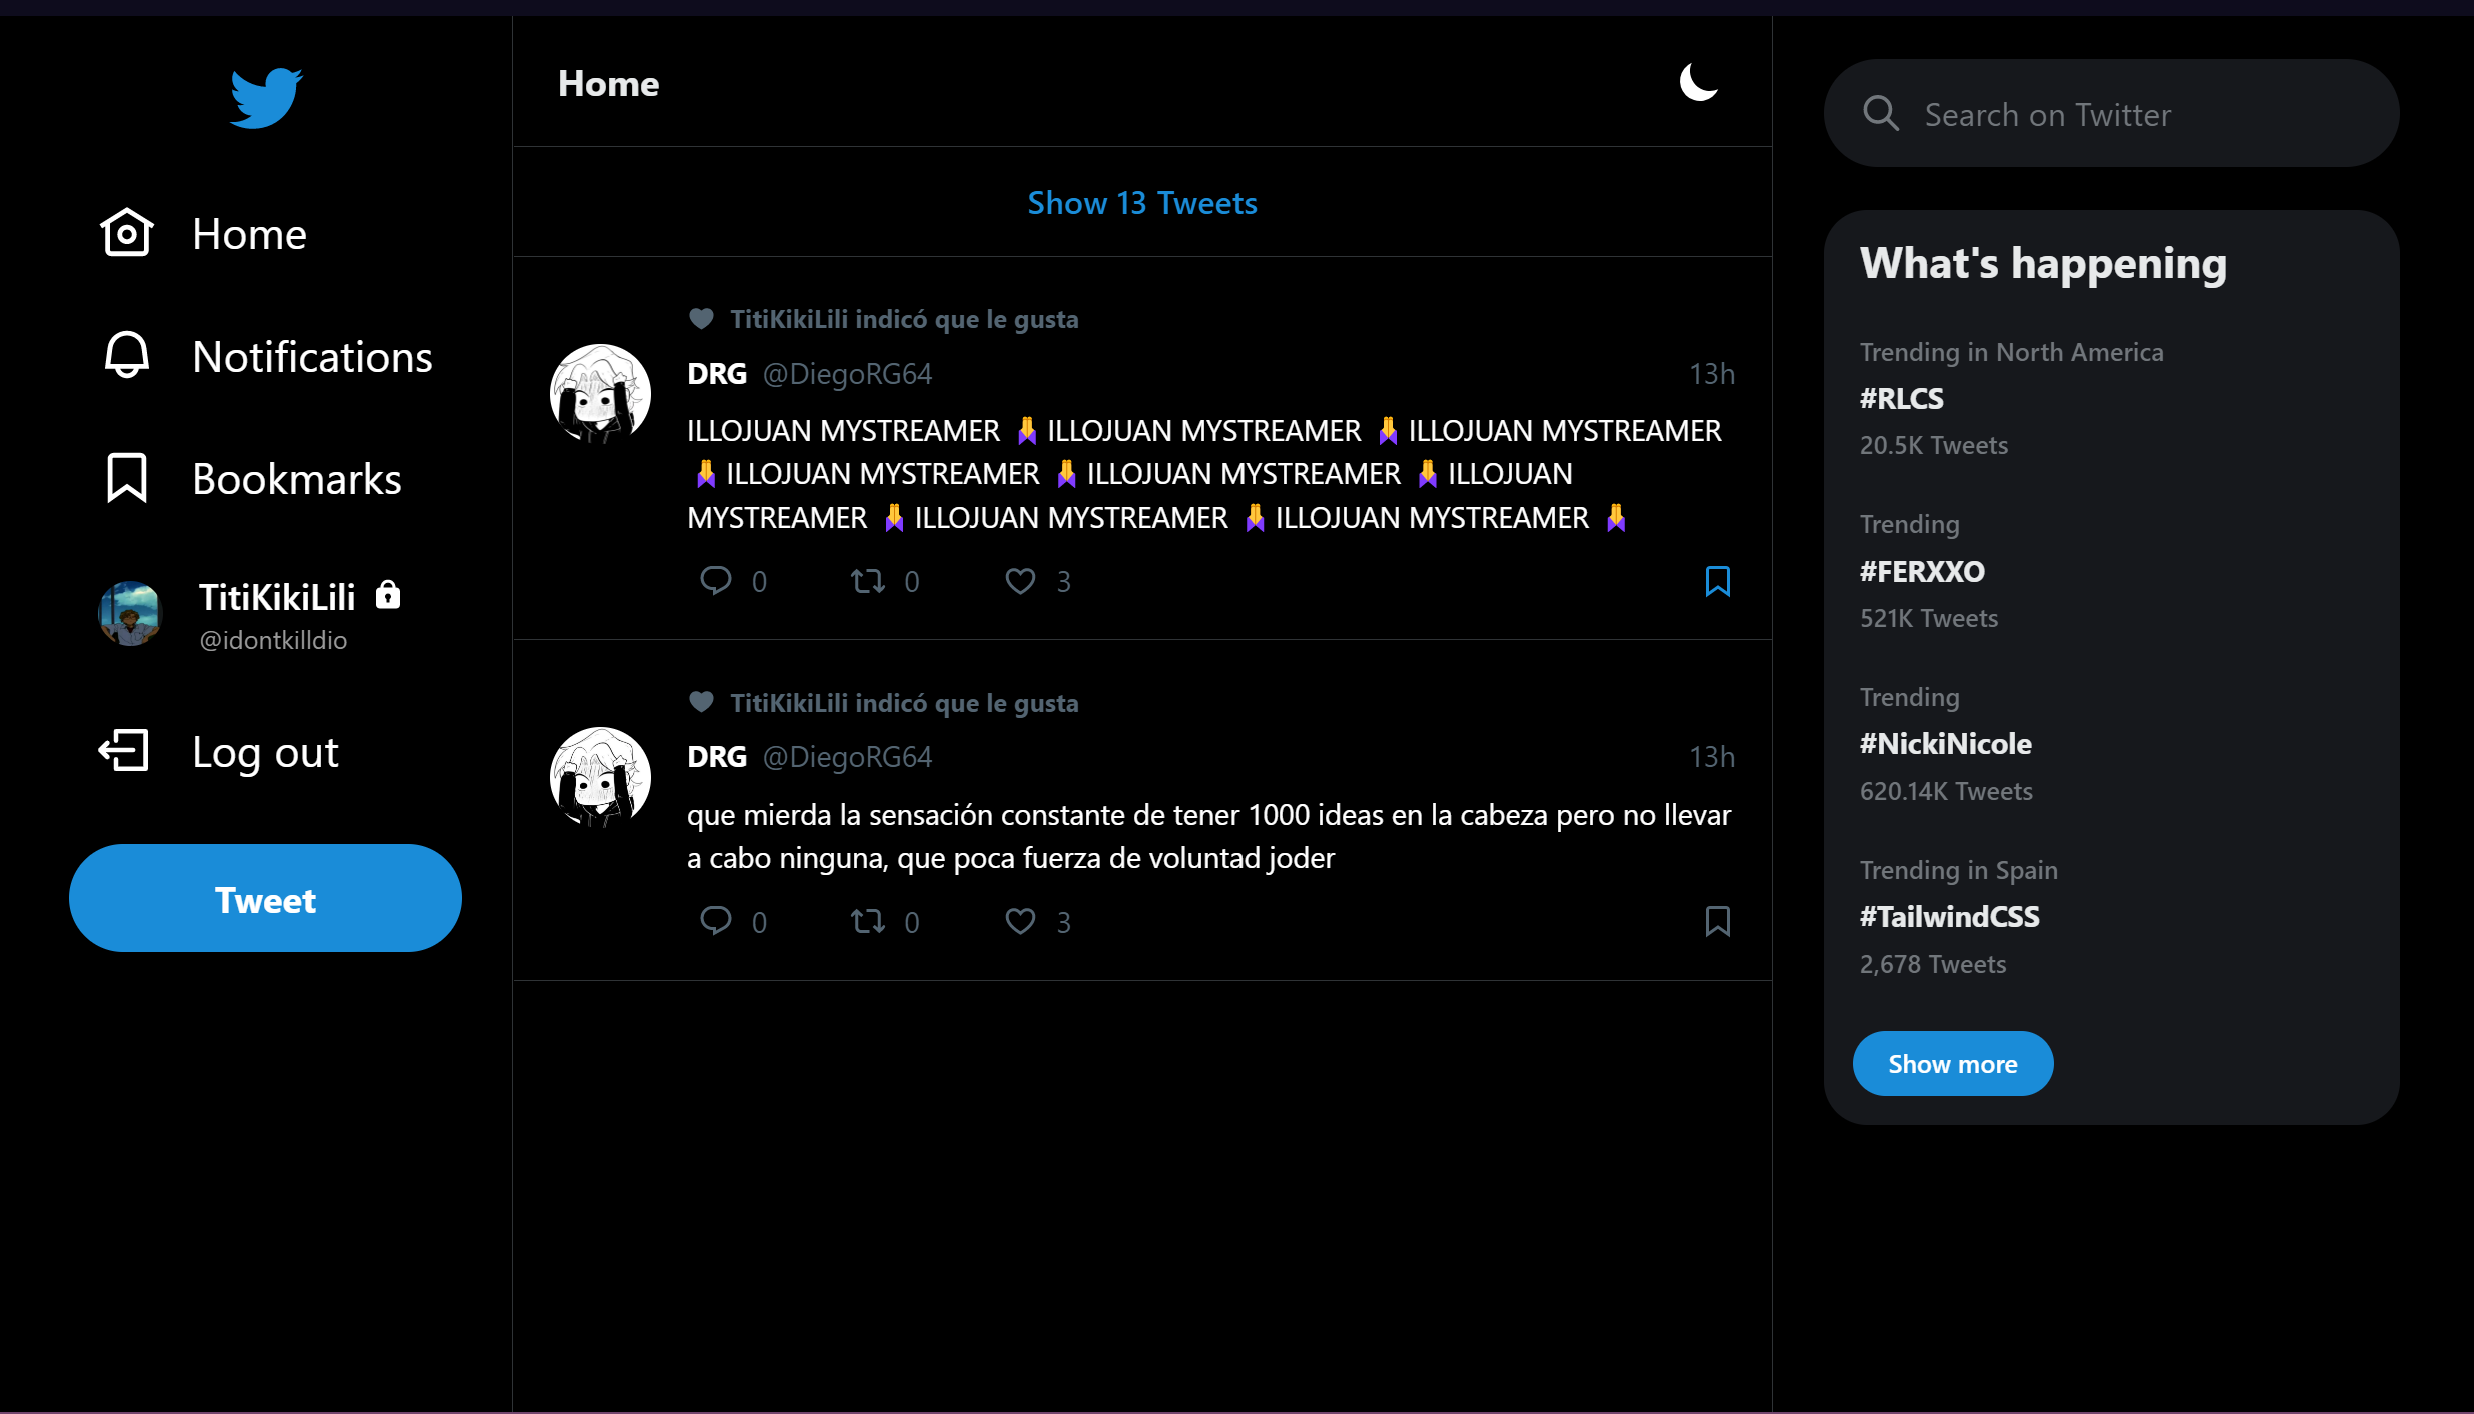 Home
Notifications
Bookmarks
TitiKikiLili
@idontkilldio
Log out
Tweet
Home
Show 13 Tweets
TitiKikiLili indicó que le gusta
DRG @DiegoRG64 13h
ILLOJUAN MYSTREAMER 🙏 ILLOJUAN MYSTREAMER 🙏 ILLOJUAN MYSTREAMER
🙏 ILLOJUAN MYSTREAMER 🙏 ILLOJUAN MYSTREAMER 🙏 ILLOJUAN
MYSTREAMER 🙏 ILLOJUAN MYSTREAMER 🙏 ILLOJUAN MYSTREAMER 🙏
0 0 3
TitiKikiLili indicó que le gusta
DRG @DiegoRG64 13h
que mierda la sensación constante de tener 1000 ideas en la cabeza pero no llevar
a cabo ninguna, que poca fuerza de voluntad joder
0 0 3
Search on Twitter
What's happening
Trending in North America
#RLCS
20.5K Tweets
Trending
#FERXXO
521K Tweets
Trending
#NickiNicole
620.14K Tweets
Trending in Spain
#TailwindCSS
2,678 Tweets
Show more